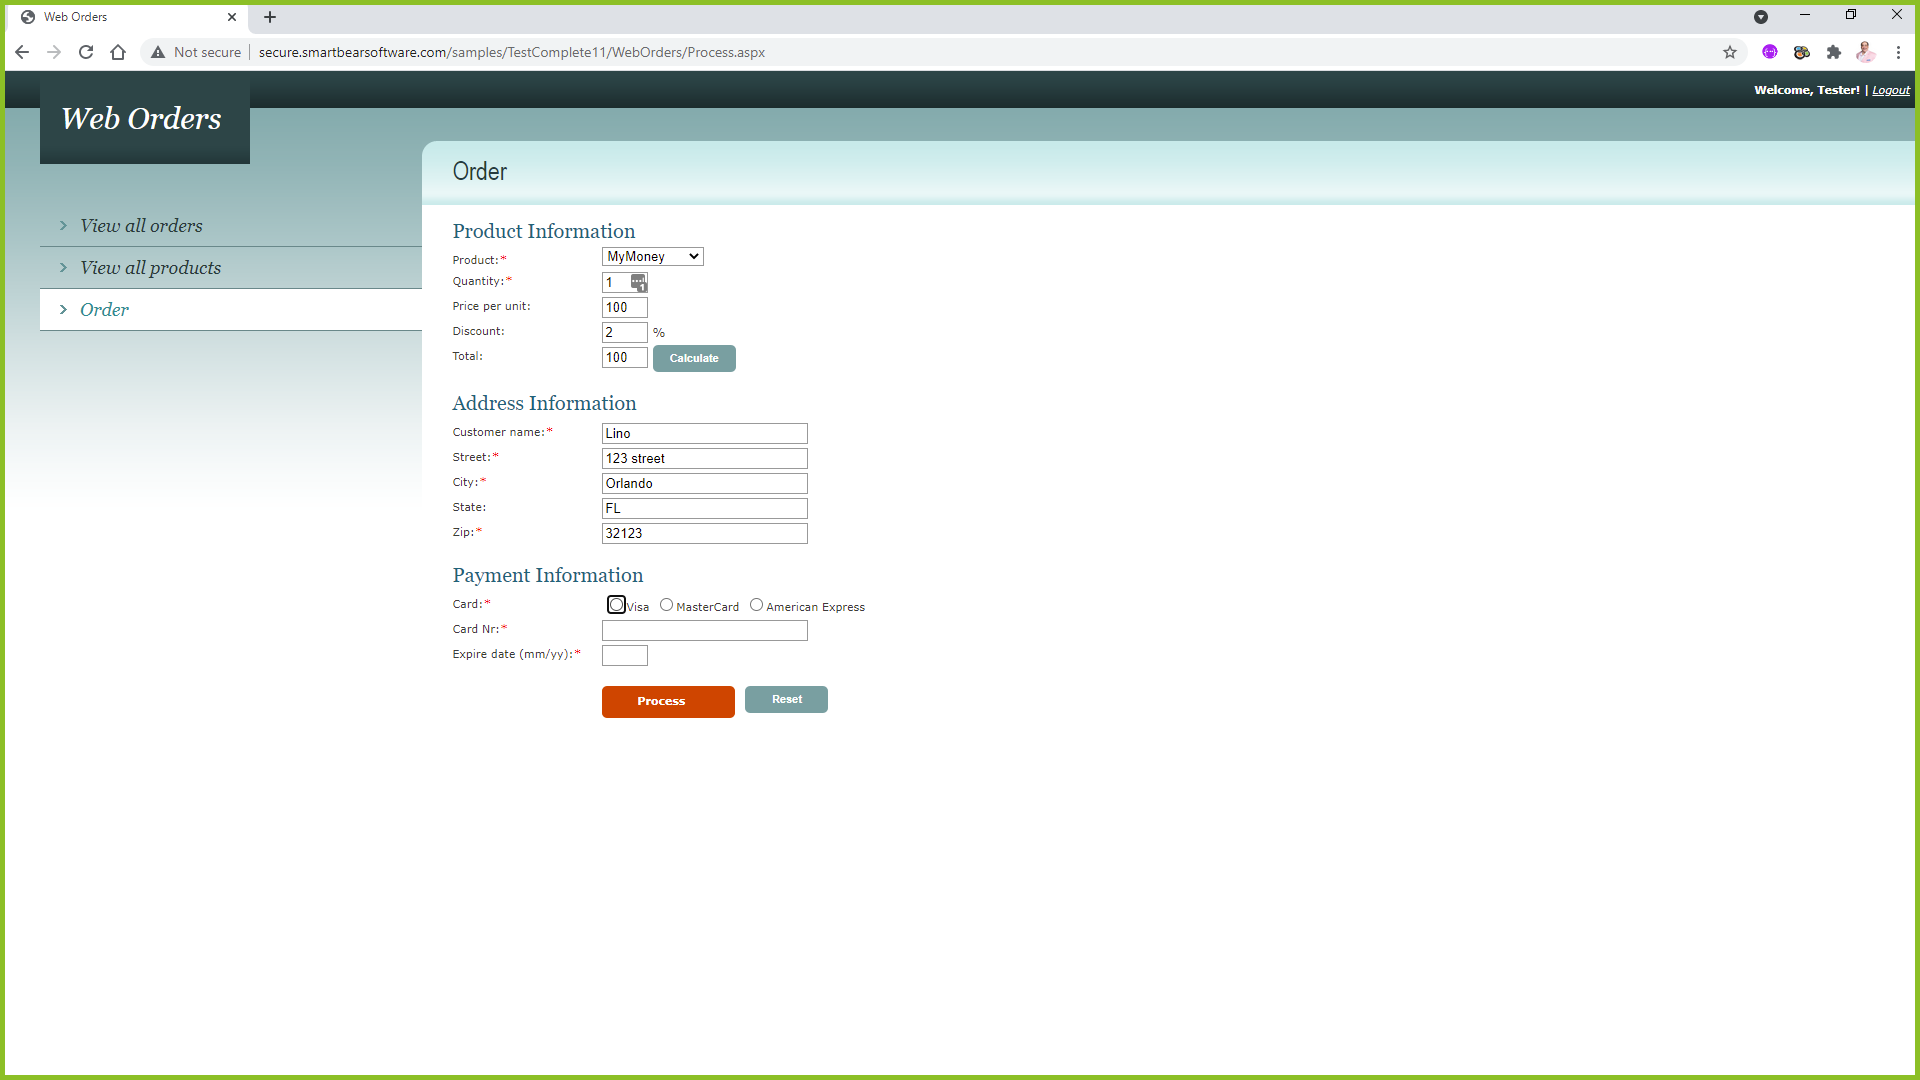 Web Orders
Not secure secure.smartbearsoftware.com/samples/TestComplete11/WebOrders/Process.aspx
Welcome, Tester! | Logout
Web Orders
View all orders
View all products
Order
Order
Product Information
Product:* MyMoney
Quantity:* 1
Price per unit: 100
Discount: 2 %
Total: 100 Calculate
Address Information
Customer name:* Lino
Street:* 123 street
City:* Orlando
State: FL
Zip:* 32123
Payment Information
Card:* Visa MasterCard American Express
Card Nr:*
Expire date (mm/yy):*
Process Reset